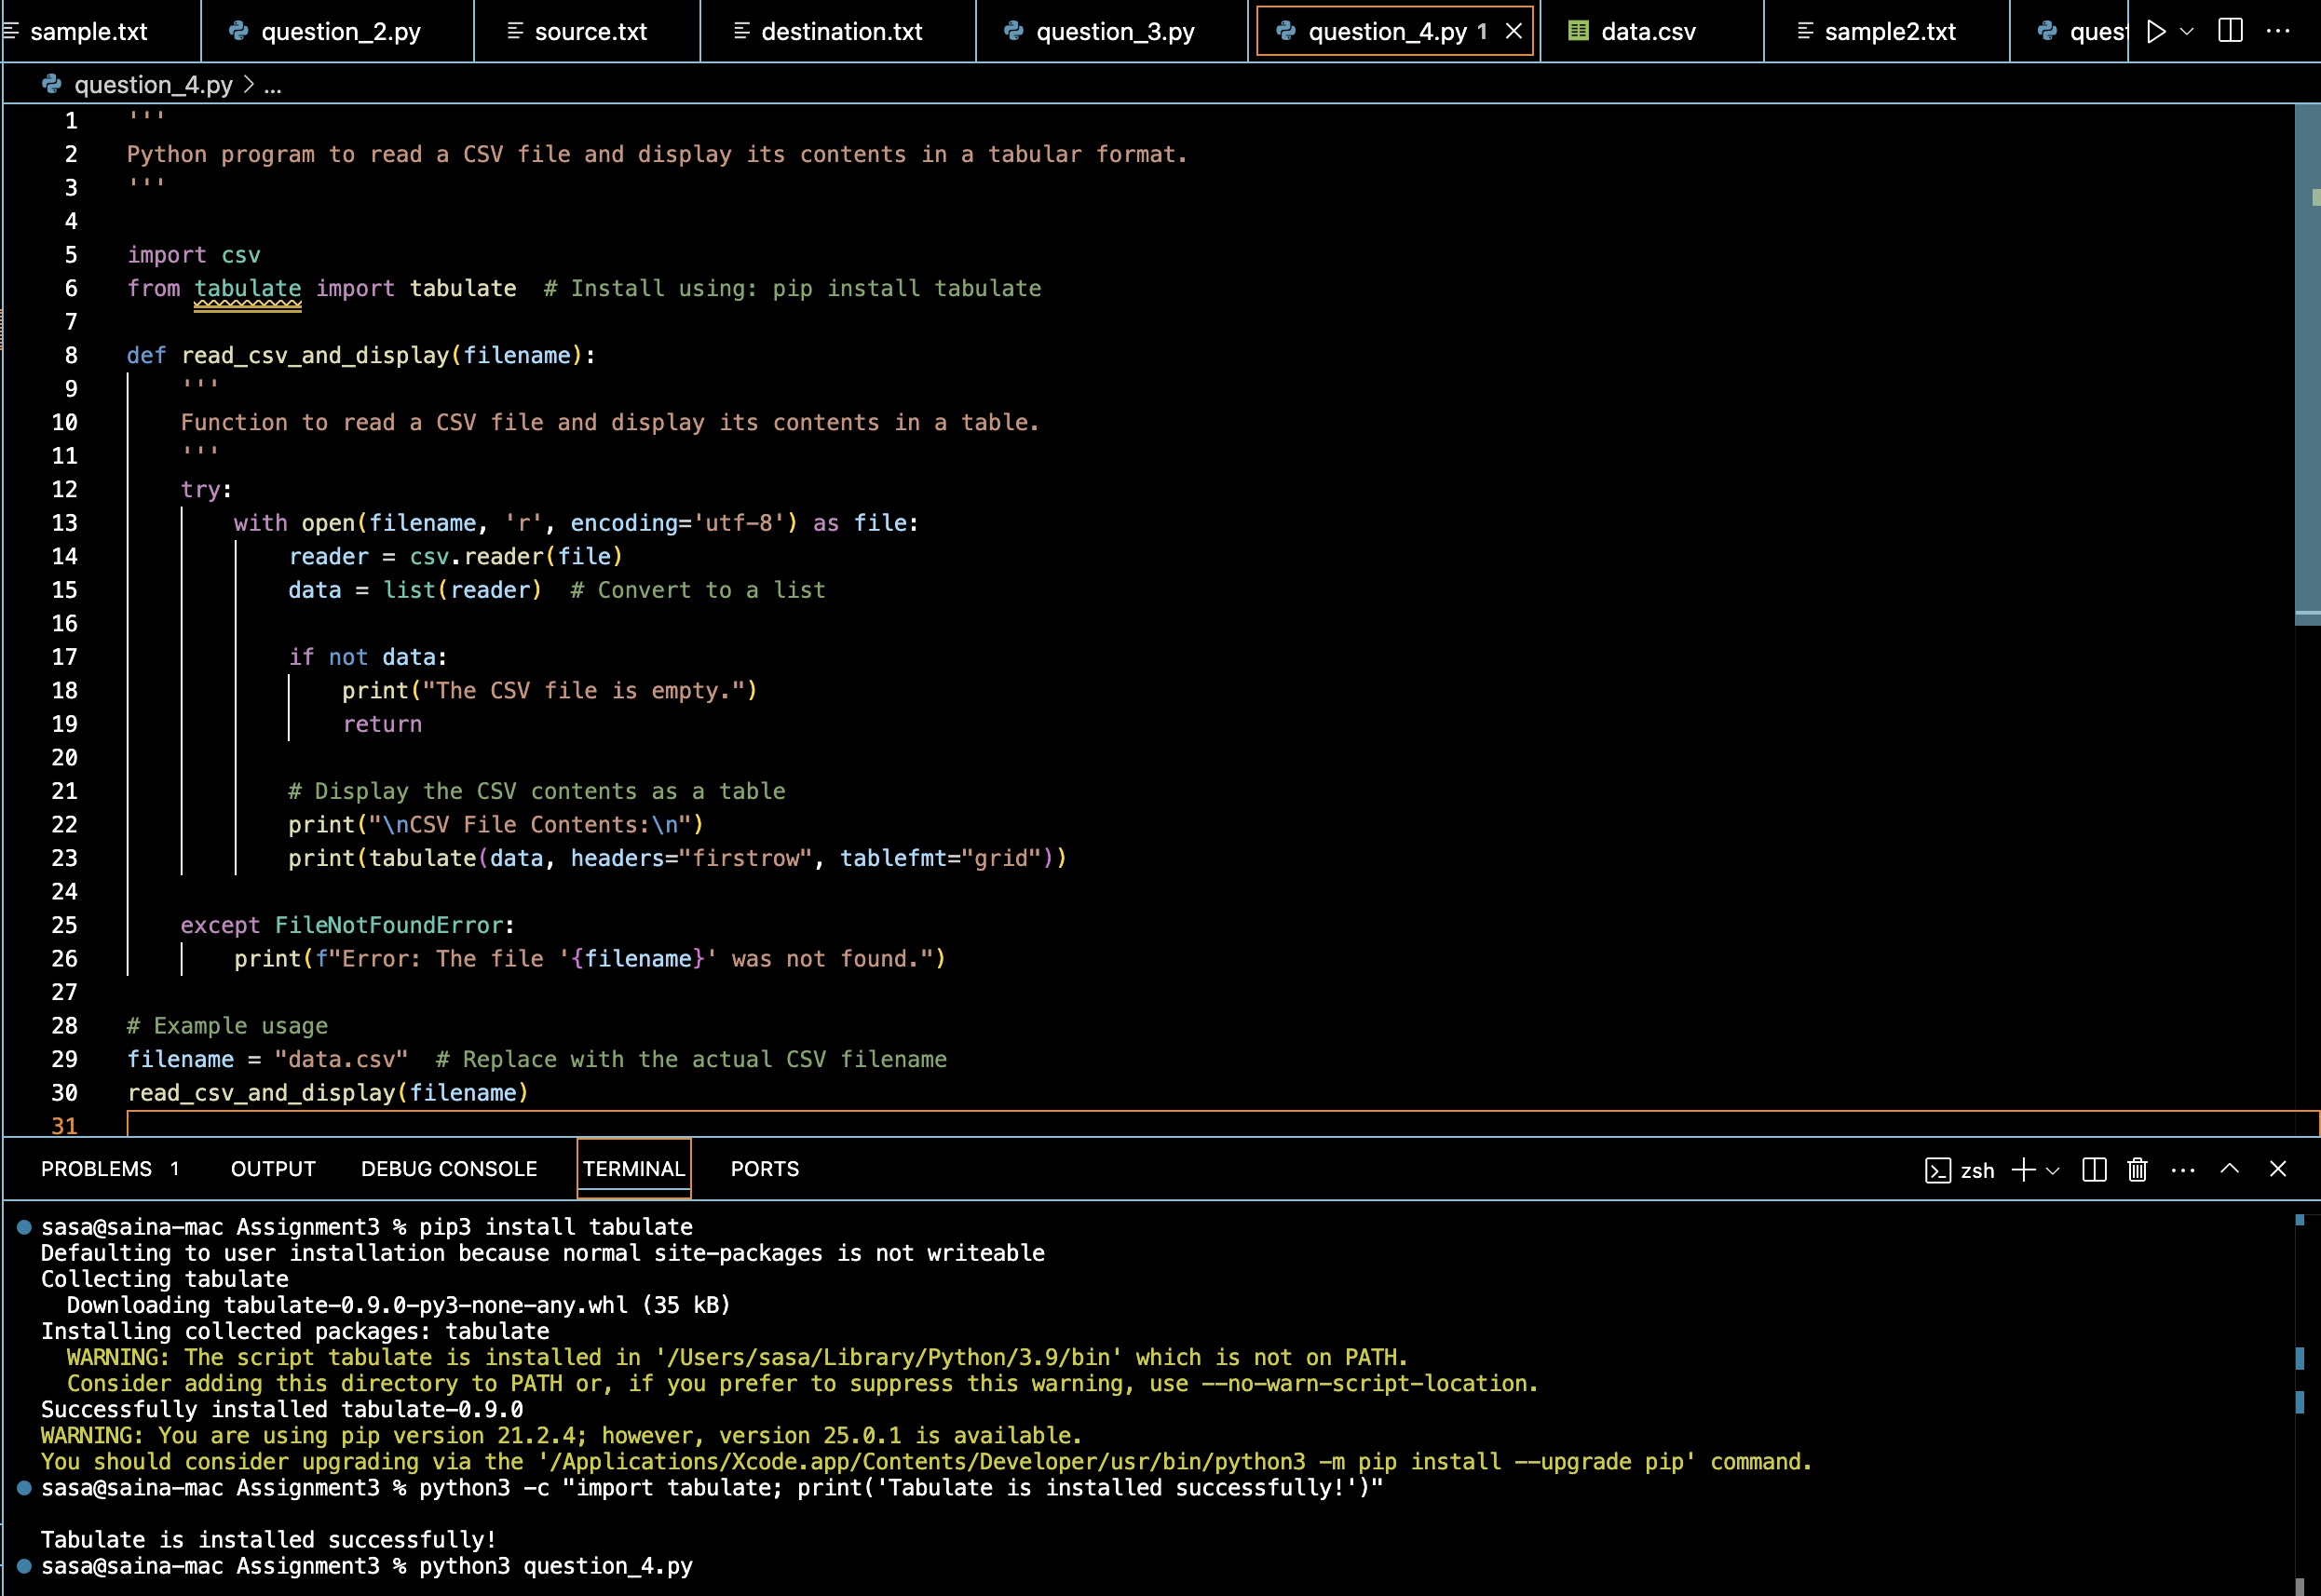 sample.txt question_2.py source.txt destination.txt question_3.py question_4.py 1 data.csv sample2.txt quest
question_4.py > ...
1 '''
2 Python program to read a CSV file and display its contents in a tabular format.
3 '''
4
5 import csv
6 from tabulate import tabulate  # Install using: pip install tabulate
7
8 def read_csv_and_display(filename):
9     '''
10     Function to read a CSV file and display its contents in a table.
11     '''
12     try:
13         with open(filename, 'r', encoding='utf-8') as file:
14             reader = csv.reader(file)
15             data = list(reader)  # Convert to a list
16
17             if not data:
18                 print("The CSV file is empty.")
19                 return
20
21             # Display the CSV contents as a table
22             print("\nCSV File Contents:\n")
23             print(tabulate(data, headers="firstrow", tablefmt="grid"))
24
25     except FileNotFoundError:
26         print(f"Error: The file '{filename}' was not found.")
27
28 # Example usage
29 filename = "data.csv"  # Replace with the actual CSV filename
30 read_csv_and_display(filename)
31
PROBLEMS 1 OUTPUT DEBUG CONSOLE TERMINAL PORTS zsh
sasa@saina-mac Assignment3 % pip3 install tabulate
Defaulting to user installation because normal site-packages is not writeable
Collecting tabulate
  Downloading tabulate-0.9.0-py3-none-any.whl (35 kB)
Installing collected packages: tabulate
  WARNING: The script tabulate is installed in '/Users/sasa/Library/Python/3.9/bin' which is not on PATH.
  Consider adding this directory to PATH or, if you prefer to suppress this warning, use --no-warn-script-location.
Successfully installed tabulate-0.9.0
WARNING: You are using pip version 21.2.4; however, version 25.0.1 is available.
You should consider upgrading via the '/Applications/Xcode.app/Contents/Developer/usr/bin/python3 -m pip install --upgrade pip' command.
sasa@saina-mac Assignment3 % python3 -c "import tabulate; print('Tabulate is installed successfully!')"
Tabulate is installed successfully!
sasa@saina-mac Assignment3 % python3 question_4.py